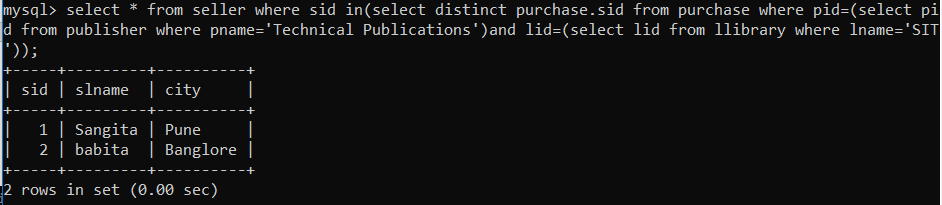 mysql> select * from seller where sid in(select distinct purchase.sid from purchase where pid=(select pi
d from publisher where pname='Technical Publications')and lid=(select lid from llibrary where lname='SIT
'));
+-----+---------+----------+
| sid | slname  | city     |
+-----+---------+----------+
|   1 | Sangita | Pune     |
|   2 | babita  | Banglore |
+-----+---------+----------+
2 rows in set (0.00 sec)